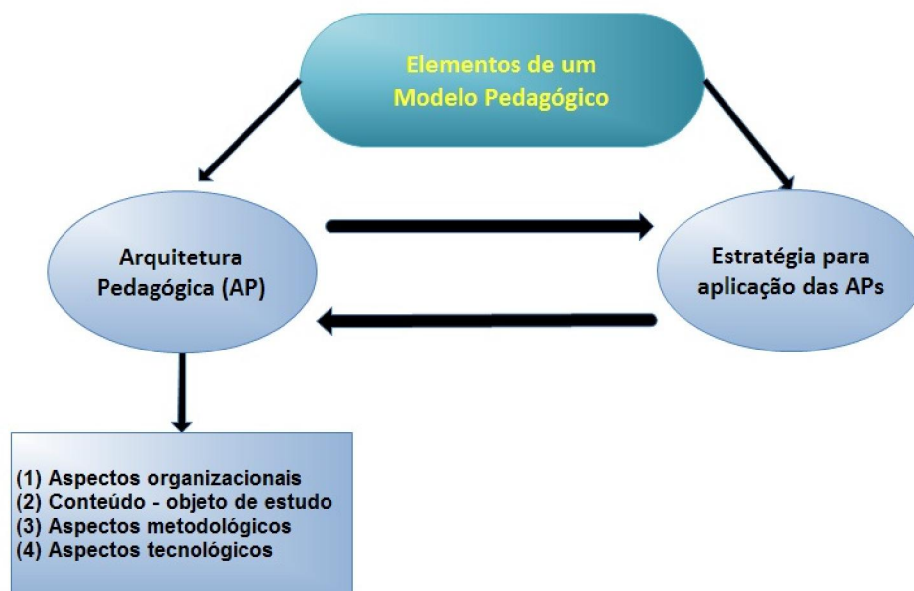 Elementos de um
Modelo Pedagógico
Arquitetura
Pedagógica (AP)
Estratégia para
aplicação das APs
(1) Aspectos organizacionais
(2) Conteúdo - objeto de estudo
(3) Aspectos metodológicos
(4) Aspectos tecnológicos